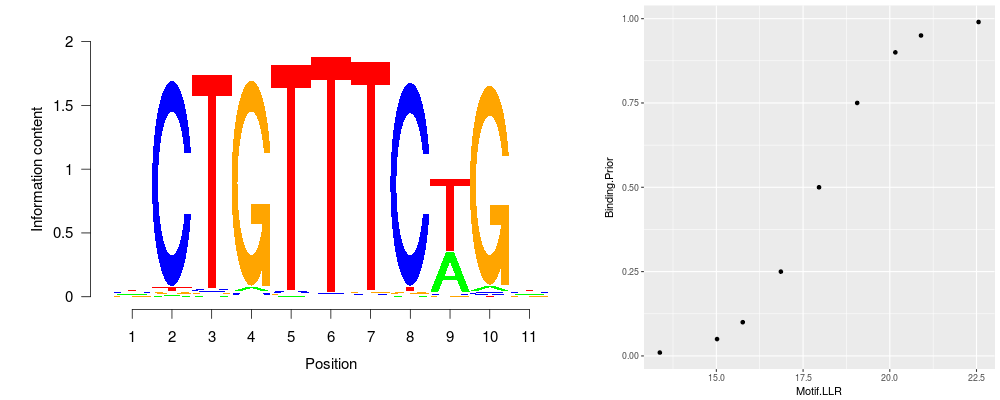 2
1.5
1
0.5
0
Information content
CTGTTTCTG
A
1 2 3 4 5 6 7 8 9 10 11
Position
1.00
0.75
0.50
0.25
0.00
Binding.Prior
15.0 17.5 20.0 22.5
Motif.LLR